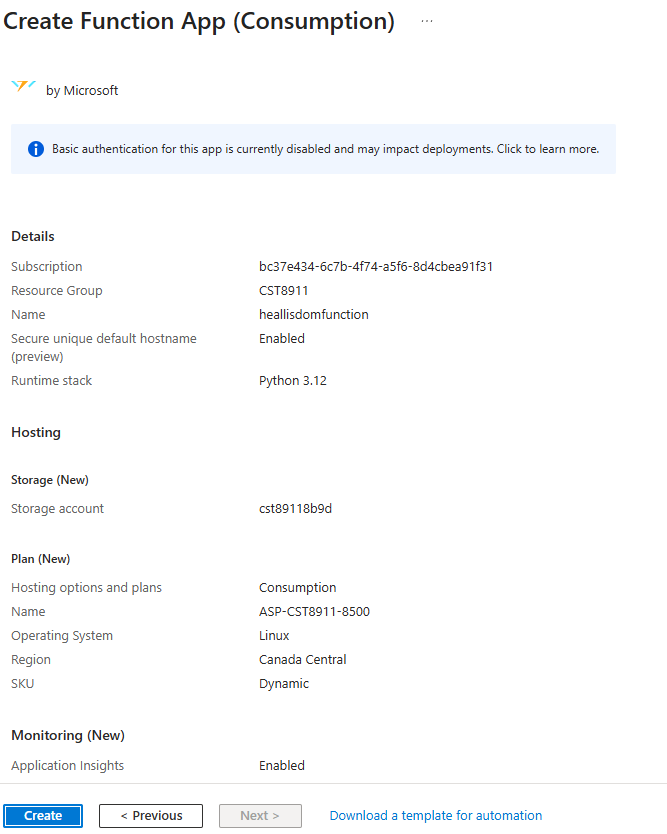 Create Function App (Consumption) ...
by Microsoft
Basic authentication for this app is currently disabled and may impact deployments. Click to learn more.
Details
Subscription bc37e434-6c7b-4f74-a5f6-8d4cbea91f31
Resource Group CST8911
Name heallisdomfunction
Secure unique default hostname Enabled
(preview)
Runtime stack Python 3.12
Hosting
Storage (New)
Storage account cst89118b9d
Plan (New)
Hosting options and plans Consumption
Name ASP-CST8911-8500
Operating System Linux
Region Canada Central
SKU Dynamic
Monitoring (New)
Application Insights Enabled
Create < Previous Next > Download a template for automation